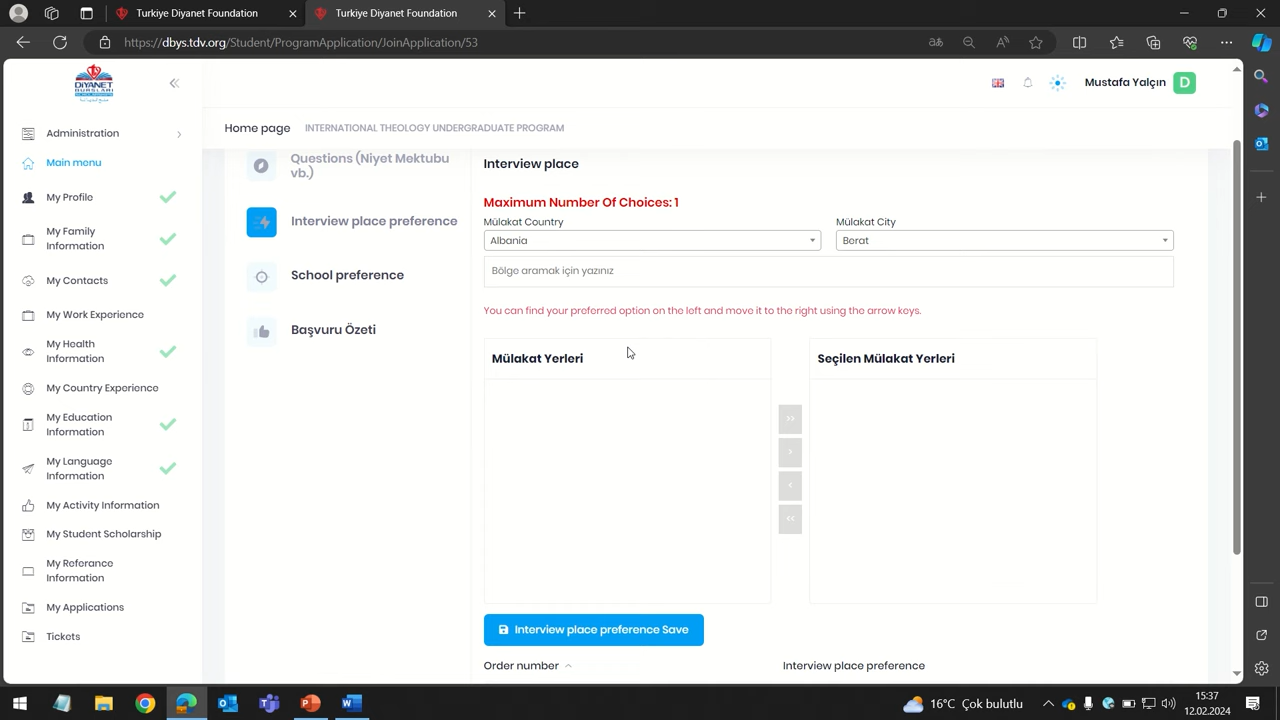 Turkiye Diyanet Foundation
Turkiye Diyanet Foundation
https://dbys.tdv.org/Student/ProgramApplication/JoinApplication/53
DİYANET
BURSLARI
Mustafa Yalçın D
Home page INTERNATIONAL THEOLOGY UNDERGRADUATE PROGRAM
Administration
Main menu
My Profile
My Family
Information
My Contacts
My Work Experience
My Health
Information
My Country Experience
My Education
Information
My Language
Information
My Activity Information
My Student Scholarship
My Referance
Information
My Applications
Tickets
Questions (Niyet Mektubu
vb.)
Interview place preference
School preference
Başvuru Özeti
Interview place
Maximum Number Of Choices: 1
Mülakat Country Mülakat City
Albania Berat
Bölge aramak için yazınız
You can find your preferred option on the left and move it to the right using the arrow keys.
Mülakat Yerleri Seçilen Mülakat Yerleri
>>
>
<
<<
Interview place preference Save
Order number Interview place preference
16°C Çok bulutlu
15:37
12.02.2024